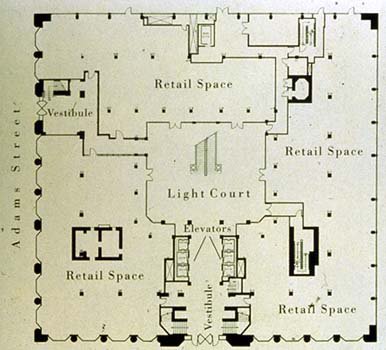 Retail Space
Vestibule
Adams Street
Retail Space
Light Court
Elevators
Retail Space
Vestibule
Retail Space